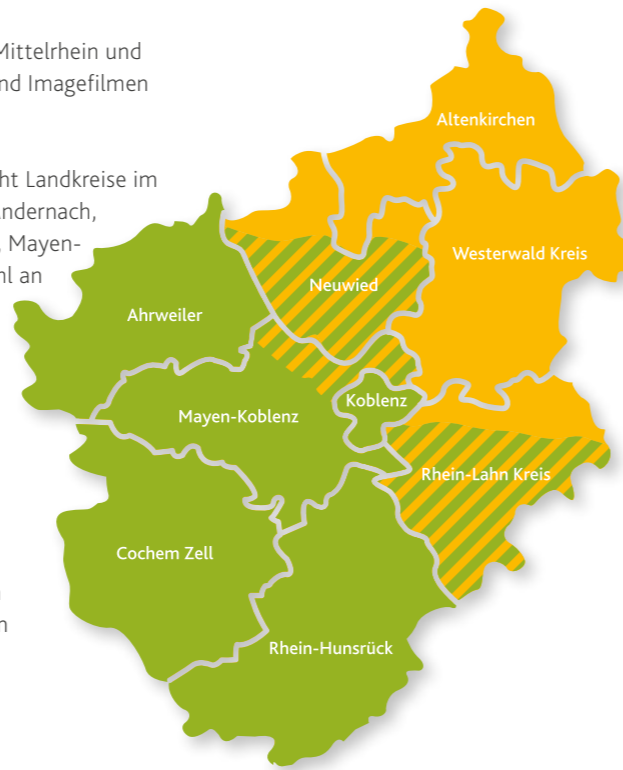 Mittelrhein und
nd Imagefilmen
ht Landkreise im
ndernach,
, Mayen-
l an
n
Altenkirchen
Westerwald Kreis
Neuwied
Ahrweiler
Koblenz
Mayen-Koblenz
Rhein-Lahn Kreis
Cochem Zell
Rhein-Hunsrück